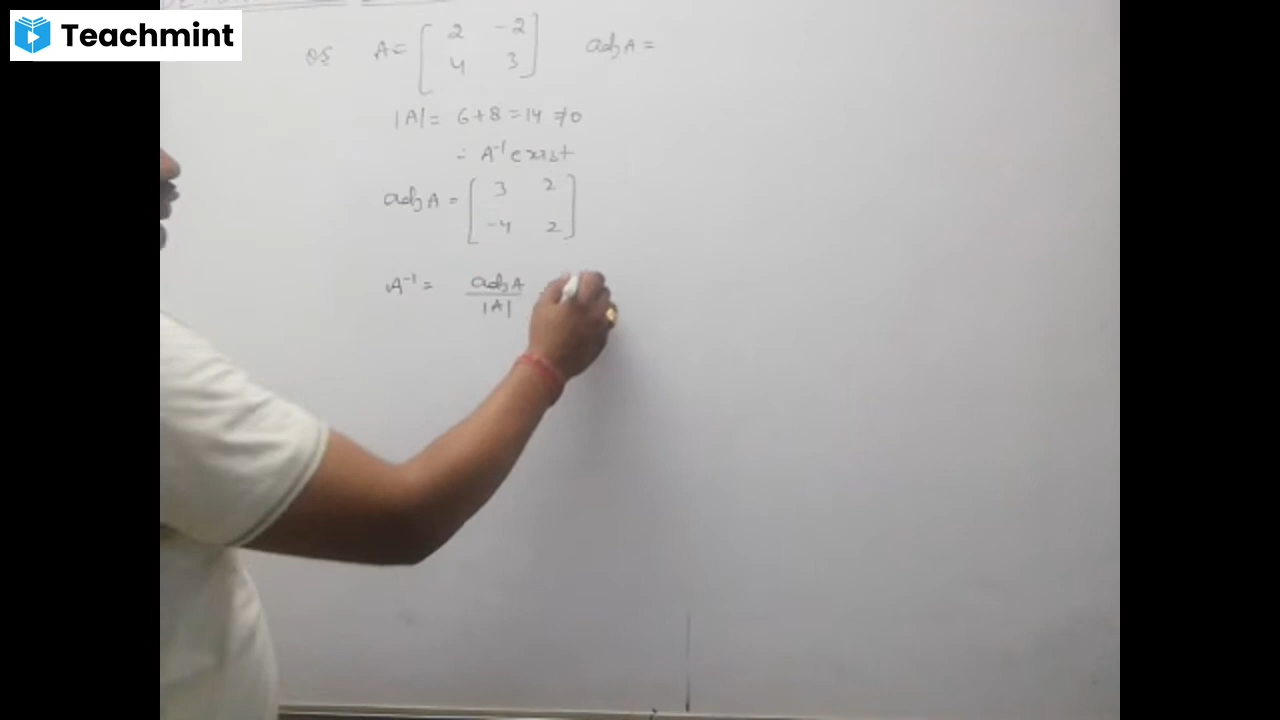 Teachmint
05 A = [ 2 -2 4 3 ] adj A =
|A| = 6+8 = 14 ≠ 0
∴ A⁻¹ exist
adj A = [ 3 2 -4 2 ]
A⁻¹ = adj A / |A|